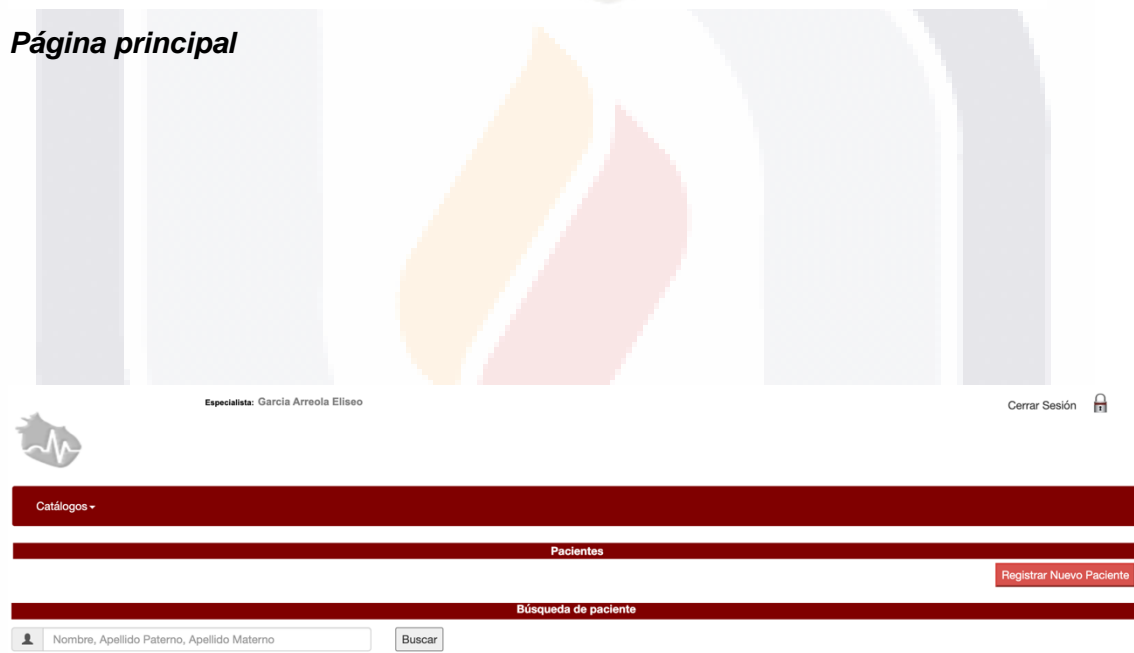 Página principal
Especialista: Garcia Arreola Eliseo
Cerrar Sesión
Catálogos
Pacientes
Registrar Nuevo Paciente
Búsqueda de paciente
Nombre, Apellido Paterno, Apellido Materno
Buscar